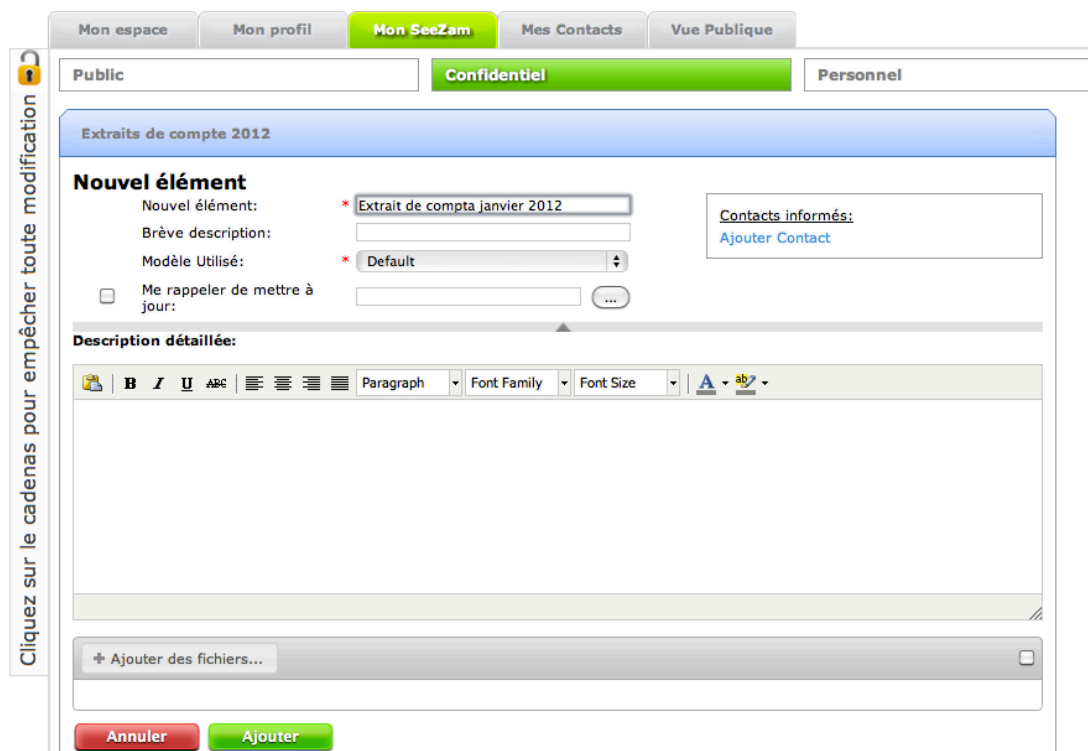 Mon espace
Mon profil
Mon SeeZam
Mes Contacts
Vue Publique
Cliquez sur le cadenas pour empêcher toute modification
Public
Confidentiel
Personnel
Extraits de compte 2012
Nouvel élément
Nouvel élément:
* Extrait de compta janvier 2012
Brève description:
Modèle Utilisé:
* Default
Me rappeler de mettre à
jour:
...
Contacts informés:
Ajouter Contact
Description détaillée:
B I U ABC Paragraph Font Family Font Size A ab
+ Ajouter des fichiers...
Annuler
Ajouter